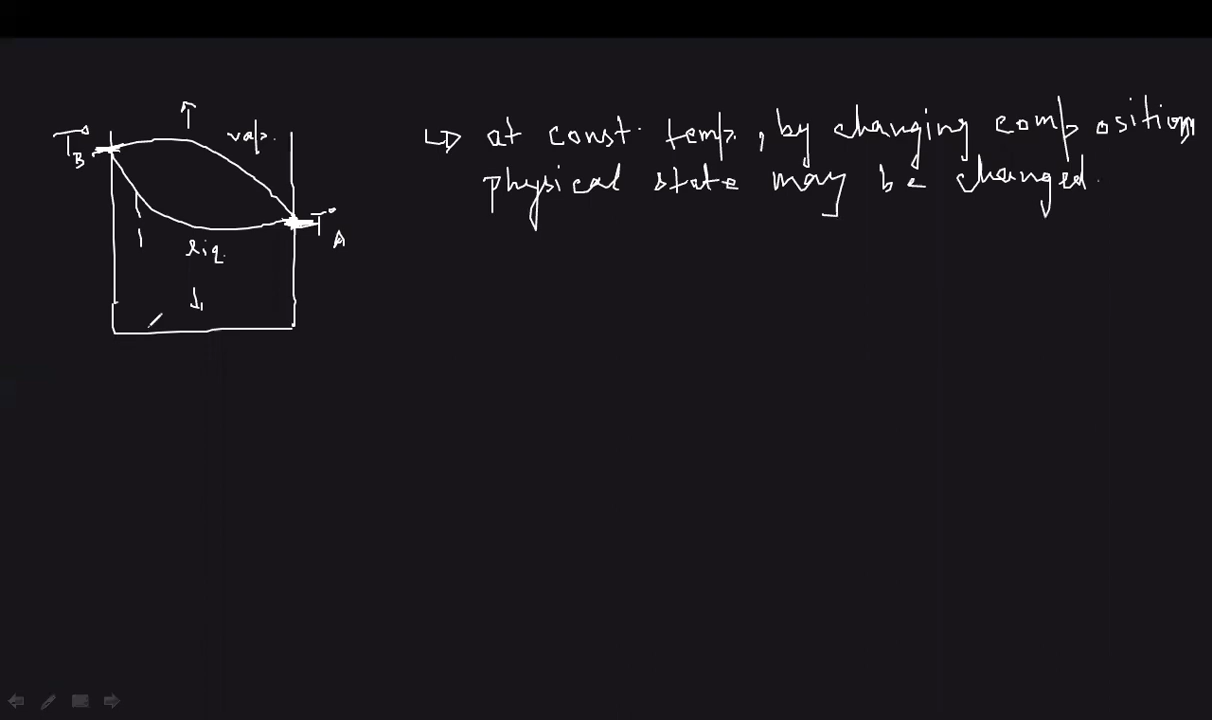 T°B
vap.
T°A
liq.
↳ at const. temp., by changing composition
physical state may be changed.